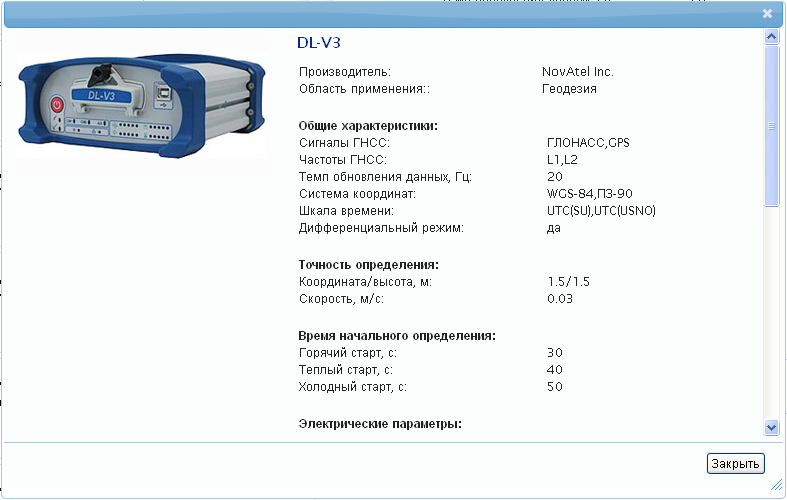 DL-V3
DL-V3
Производитель: NovAtel Inc.
Область применения:: Геодезия
Общие характеристики:
Сигналы ГНСС: ГЛОНАСС,GPS
Частоты ГНСС: L1,L2
Темп обновления данных, Гц: 20
Система координат: WGS-84,ПЗ-90
Шкала времени: UTC(SU),UTC(USNO)
Дифференциальный режим: да
Точность определения:
Координата/высота, м: 1.5/1.5
Скорость, м/с: 0.03
Время начального определения:
Горячий старт, с: 30
Теплый старт, с: 40
Холодный старт, с: 50
Электрические параметры:
Закрыть